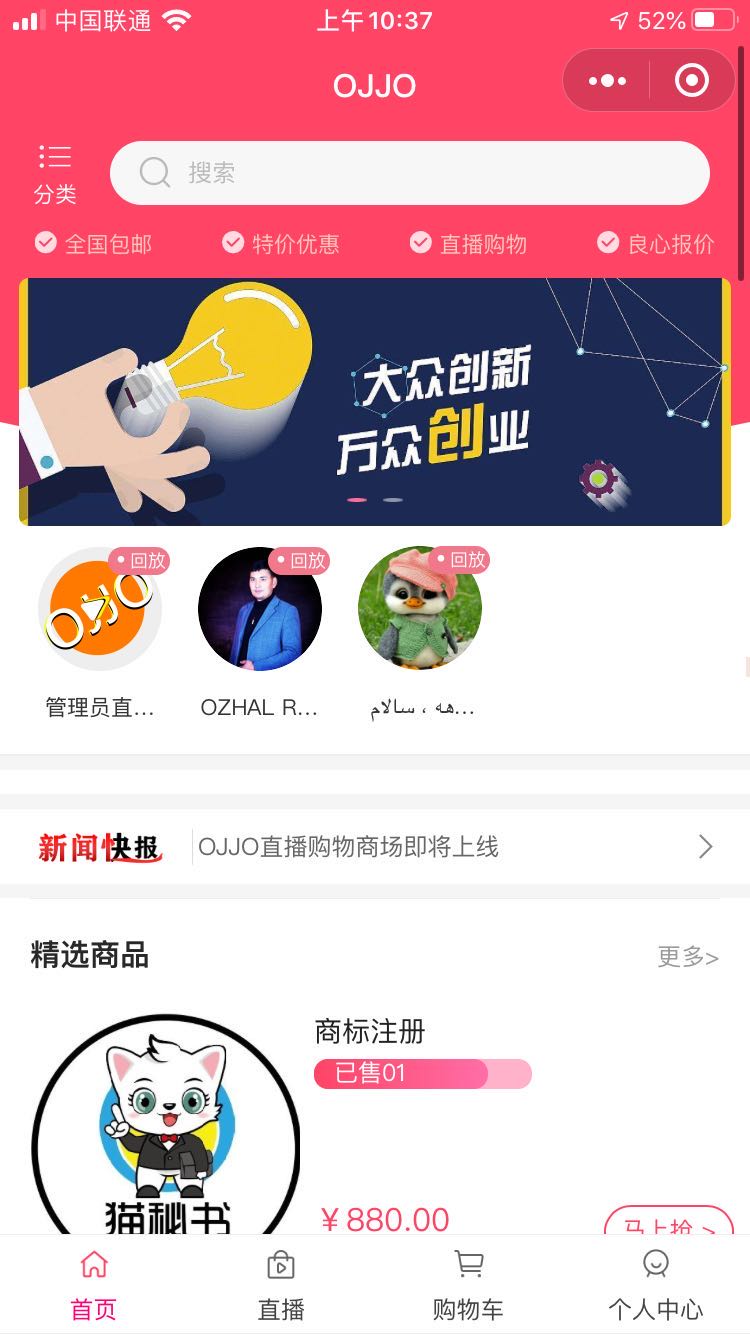 中国联通
上午10:37
52%
OJJO
分类
搜索
全国包邮
特价优惠
直播购物
良心报价
大众创新
万众创业
回放
回放
回放
OJJO
管理员直...
OZHAL R...
هە ، سالام...
新闻快报
OJJO直播购物商场即将上线
精选商品
更多>
商标注册
已售01
猫秘书
￥880.00
马上抢 >
首页
直播
购物车
个人中心